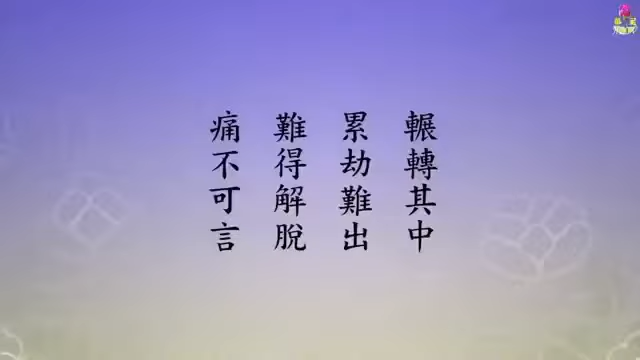 輾轉其中
累劫難出
難得解脫
痛不可言